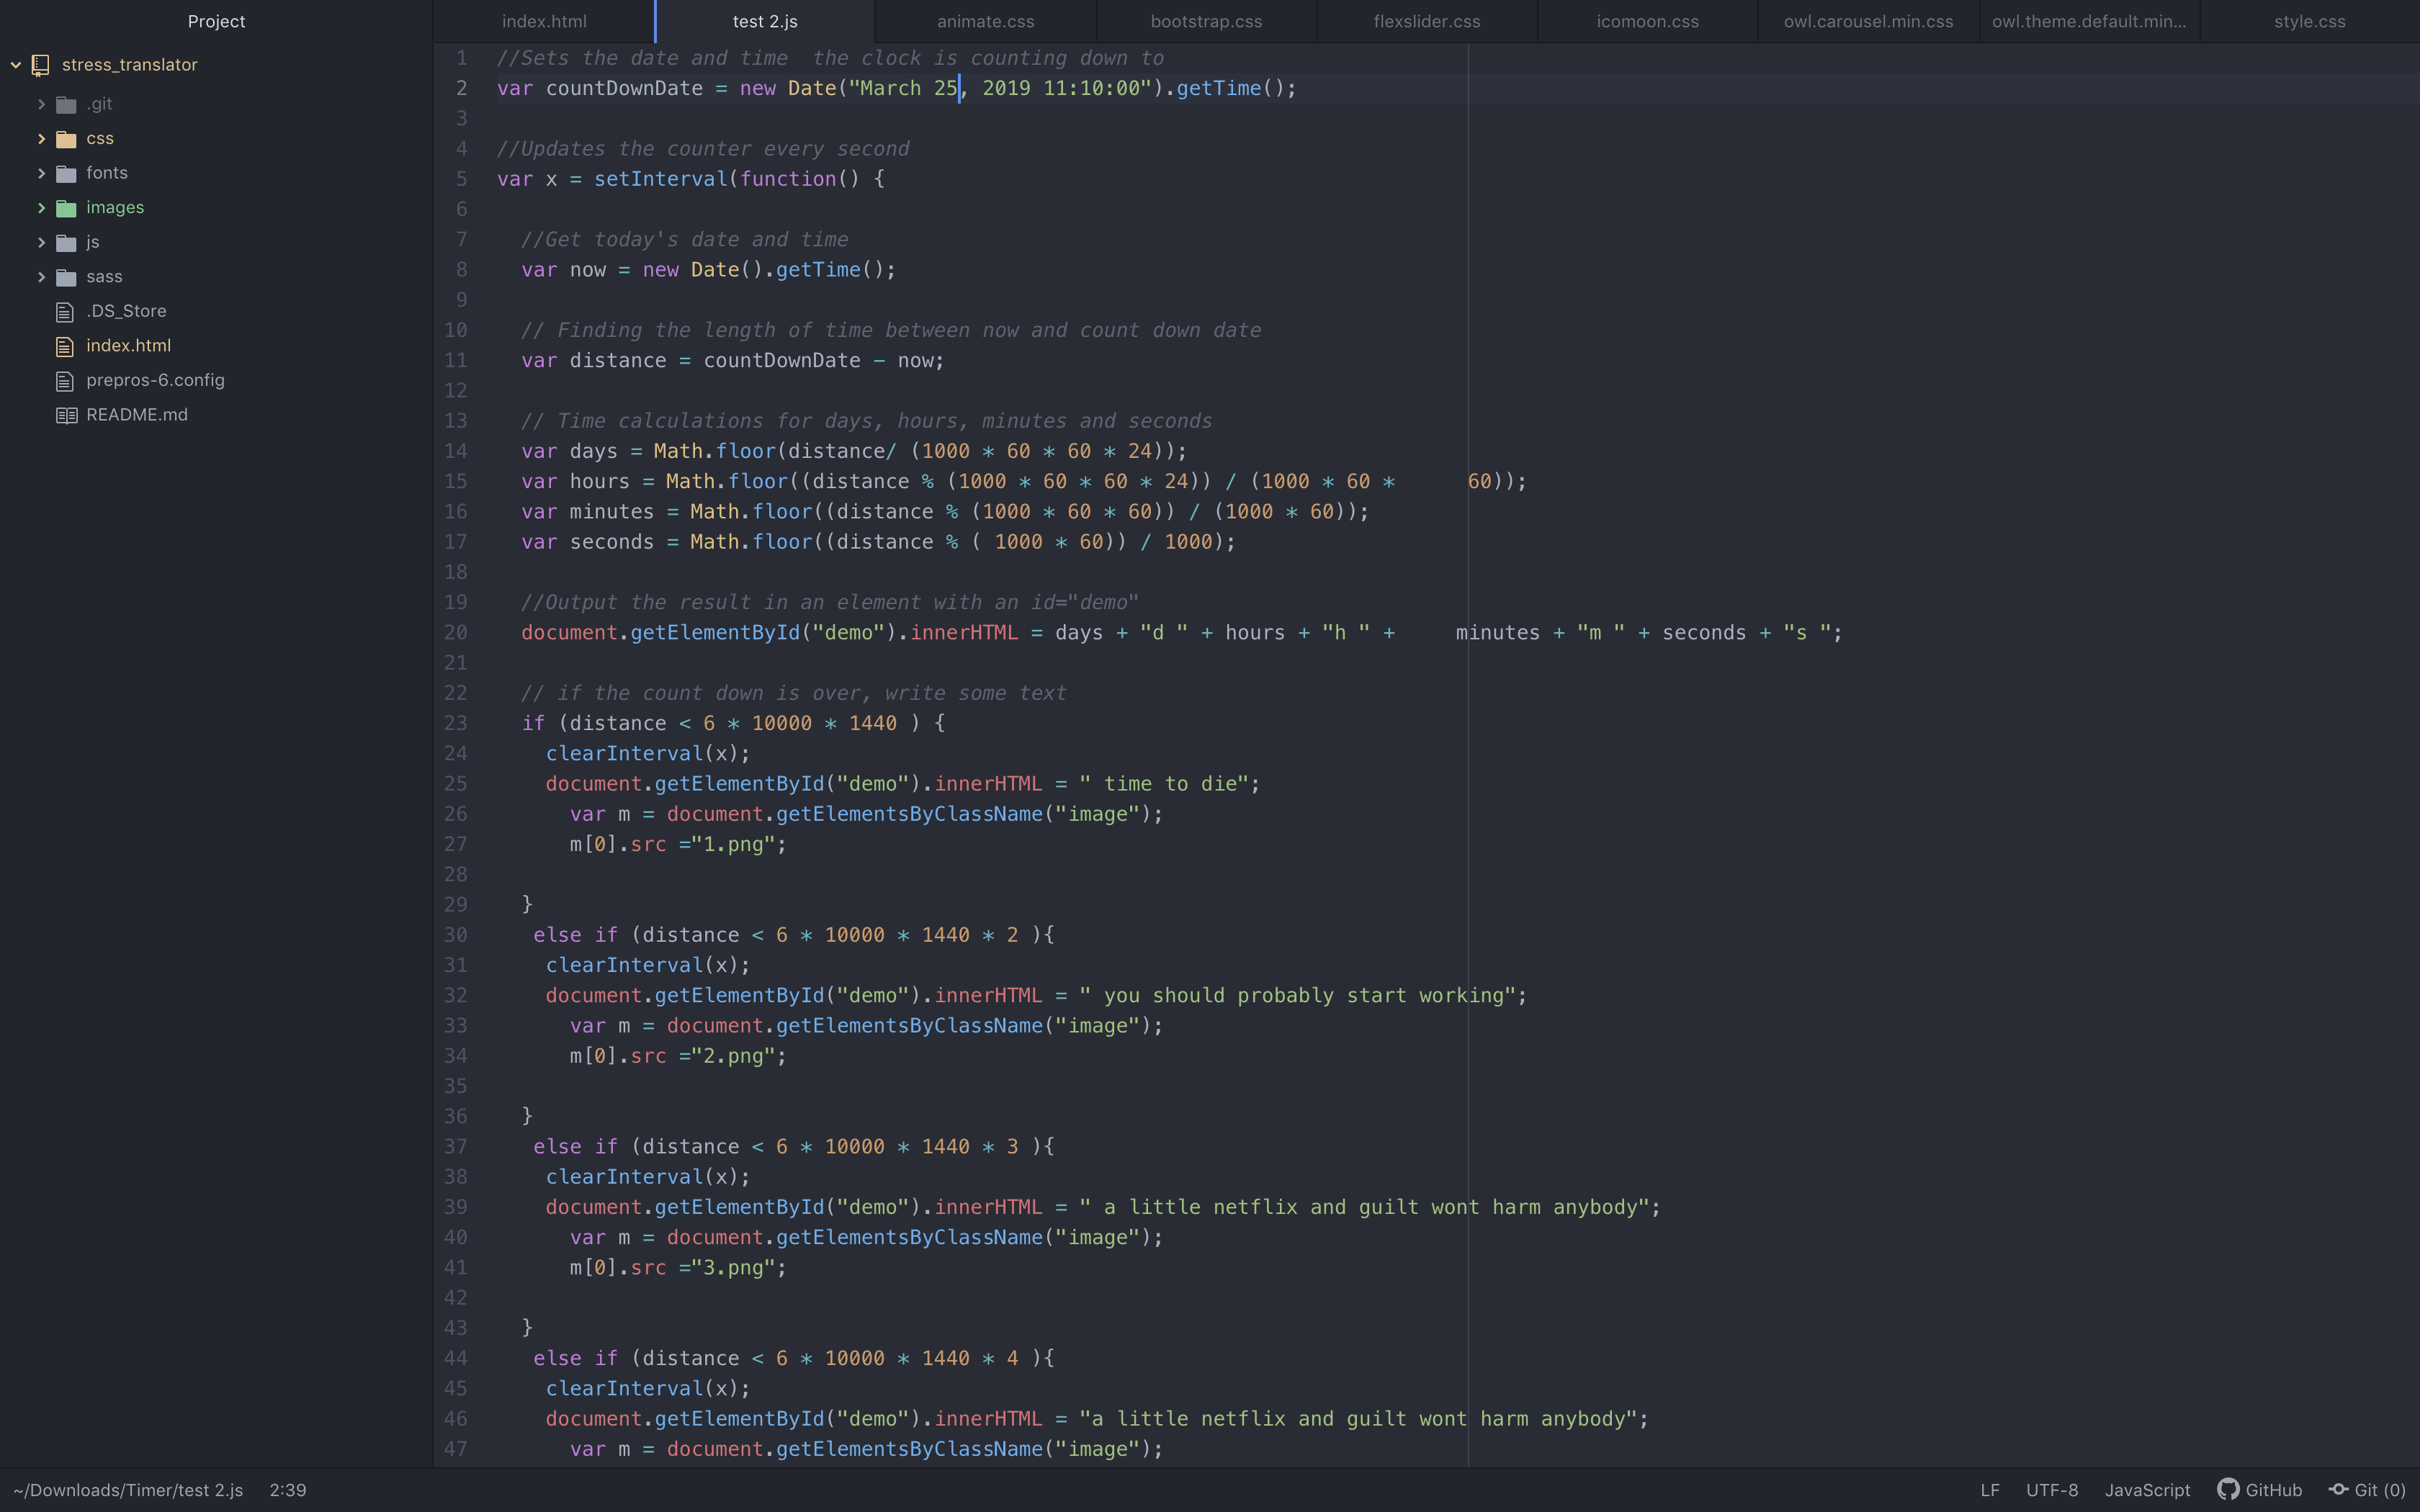 Project
index.html
test 2.js
animate.css
bootstrap.css
flexslider.css
icomoon.css
owl.carousel.min.css
owl.theme.default.min...
style.css
stress_translator
.git
css
fonts
images
js
sass
.DS_Store
index.html
prepros-6.config
README.md
1 //Sets the date and time  the clock is counting down to
2 var countDownDate = new Date("March 25, 2019 11:10:00").getTime();
3
4 //Updates the counter every second
5 var x = setInterval(function() {
6
7   //Get today's date and time
8   var now = new Date().getTime();
9
10   // Finding the length of time between now and count down date
11   var distance = countDownDate - now;
12
13   // Time calculations for days, hours, minutes and seconds
14   var days = Math.floor(distance/ (1000 * 60 * 60 * 24));
15   var hours = Math.floor((distance % (1000 * 60 * 60 * 24)) / (1000 * 60 *      60));
16   var minutes = Math.floor((distance % (1000 * 60 * 60)) / (1000 * 60));
17   var seconds = Math.floor((distance % ( 1000 * 60)) / 1000);
18
19   //Output the result in an element with an id="demo"
20   document.getElementById("demo").innerHTML = days + "d " + hours + "h " +     minutes + "m " + seconds + "s ";
21
22   // if the count down is over, write some text
23   if (distance < 6 * 10000 * 1440 ) {
24     clearInterval(x);
25     document.getElementById("demo").innerHTML = " time to die";
26       var m = document.getElementsByClassName("image");
27       m[0].src ="1.png";
28
29   }
30    else if (distance < 6 * 10000 * 1440 * 2 ){
31     clearInterval(x);
32     document.getElementById("demo").innerHTML = " you should probably start working";
33       var m = document.getElementsByClassName("image");
34       m[0].src ="2.png";
35
36   }
37    else if (distance < 6 * 10000 * 1440 * 3 ){
38     clearInterval(x);
39     document.getElementById("demo").innerHTML = " a little netflix and guilt wont harm anybody";
40       var m = document.getElementsByClassName("image");
41       m[0].src ="3.png";
42
43   }
44    else if (distance < 6 * 10000 * 1440 * 4 ){
45     clearInterval(x);
46     document.getElementById("demo").innerHTML = "a little netflix and guilt wont harm anybody";
47       var m = document.getElementsByClassName("image");
~/Downloads/Timer/test 2.js 2:39 LF UTF-8 JavaScript GitHub Git (0)